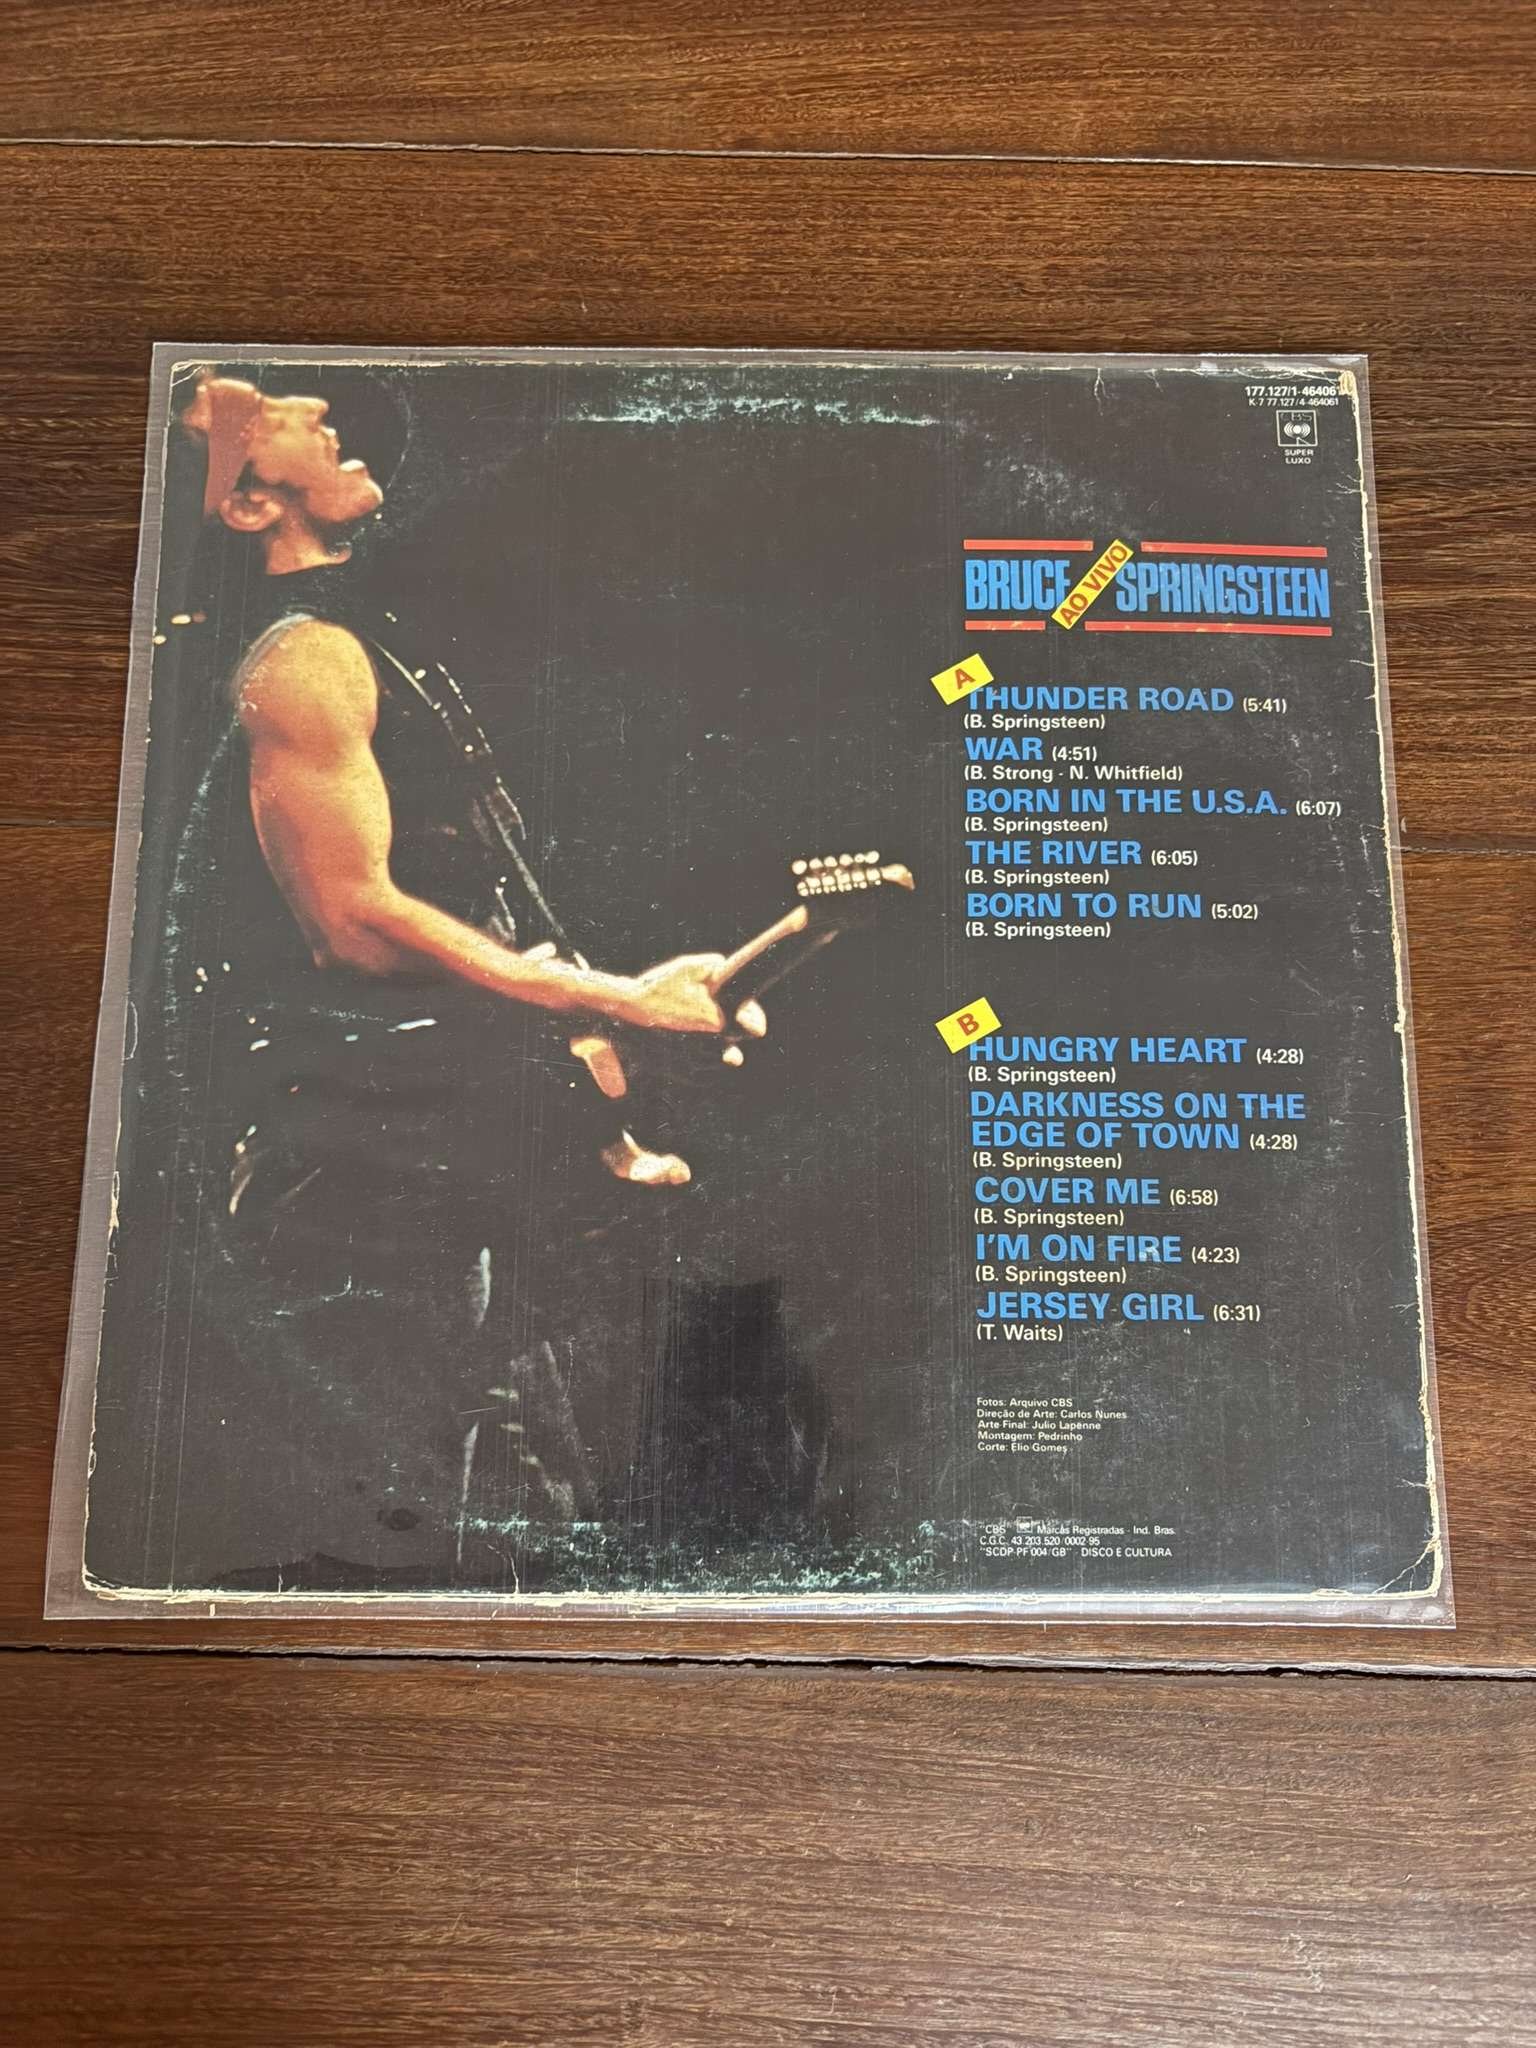 177.127/1-464061
K-7 77.127/4-464061
CBS
SUPER
LUXO
BRUCE AO VIVO SPRINGSTEEN
A
THUNDER ROAD (5:41)
(B. Springsteen)
WAR (4:51)
(B. Strong - N. Whitfield)
BORN IN THE U.S.A. (6:07)
(B. Springsteen)
THE RIVER (6:05)
(B. Springsteen)
BORN TO RUN (5:02)
(B. Springsteen)
B
HUNGRY HEART (4:28)
(B. Springsteen)
DARKNESS ON THE
EDGE OF TOWN (4:28)
(B. Springsteen)
COVER ME (6:58)
(B. Springsteen)
I'M ON FIRE (4:23)
(B. Springsteen)
JERSEY GIRL (6:31)
(T. Waits)
Fotos: Arquivo CBS
Direção de Arte: Carlos Nunes
Arte Final: Julio Lapenne
Montagem: Pedrinho
Corte: Elio Gomes
"CBS" Marcas Registradas - Ind. Bras.
C.G.C. 43.203.520/0002-95
"SCDP-PF 004/GB" - DISCO E CULTURA